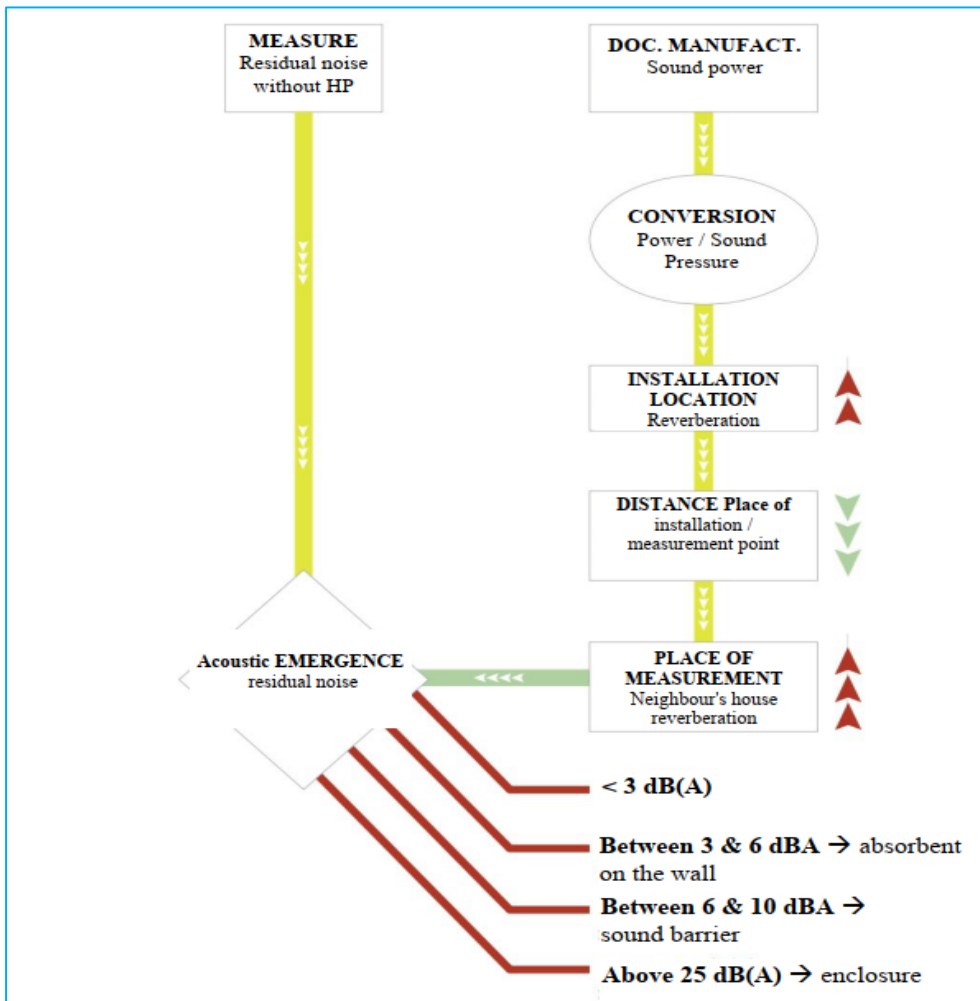 MEASURE
Residual noise
without HP
DOC. MANUFACT.
Sound power
CONVERSION
Power / Sound
Pressure
INSTALLATION
LOCATION
Reverberation
DISTANCE Place of
installation /
measurement point
PLACE OF
MEASUREMENT
Neighbour's house
reverberation
Acoustic EMERGENCE
residual noise
< 3 dB(A)
Between 3 & 6 dBA → absorbent
on the wall
Between 6 & 10 dBA →
sound barrier
Above 25 dB(A) → enclosure